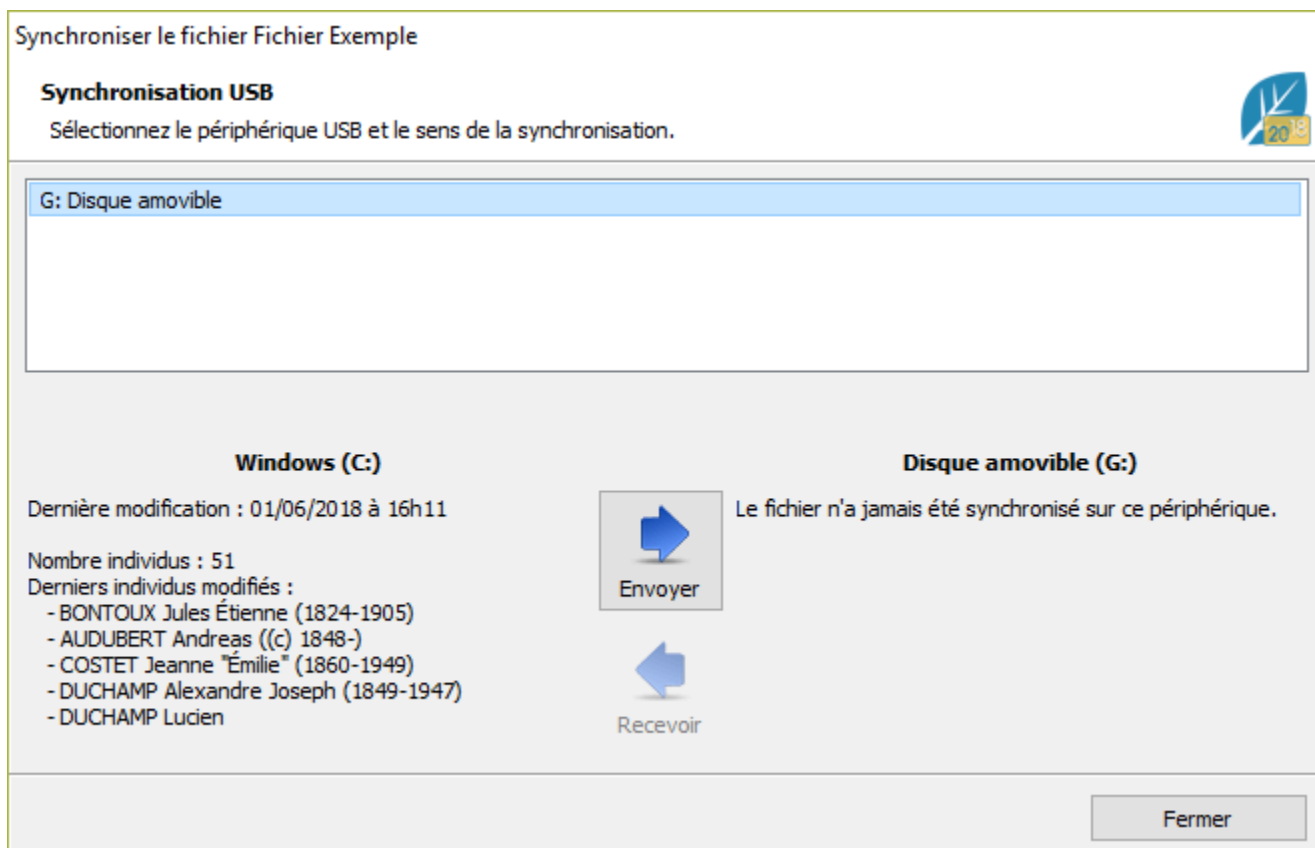 Synchroniser le fichier Fichier Exemple
Synchronisation USB
Sélectionnez le périphérique USB et le sens de la synchronisation.
2018
G: Disque amovible
Windows (C:)
Dernière modification : 01/06/2018 à 16h11
Nombre individus : 51
Derniers individus modifiés :
- BONTOUX Jules Étienne (1824-1905)
- AUDUBERT Andreas ((c) 1848-)
- COSTET Jeanne "Émilie" (1860-1949)
- DUCHAMP Alexandre Joseph (1849-1947)
- DUCHAMP Lucien
Envoyer
Recevoir
Disque amovible (G:)
Le fichier n'a jamais été synchronisé sur ce périphérique.
Fermer